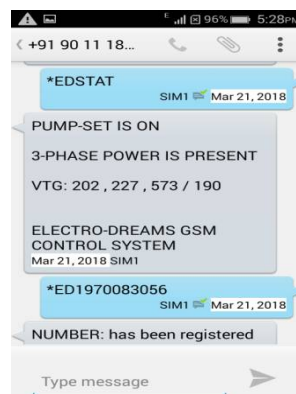 E 96% 5:28PM
+91 90 11 18...
*EDSTAT
SIM1 Mar 21, 2018
PUMP-SET IS ON
3-PHASE POWER IS PRESENT
VTG: 202 , 227 , 573 / 190
ELECTRO-DREAMS GSM
CONTROL SYSTEM
Mar 21, 2018 SIM1
*ED1970083056
SIM1 Mar 21, 2018
NUMBER: has been registered
Type message